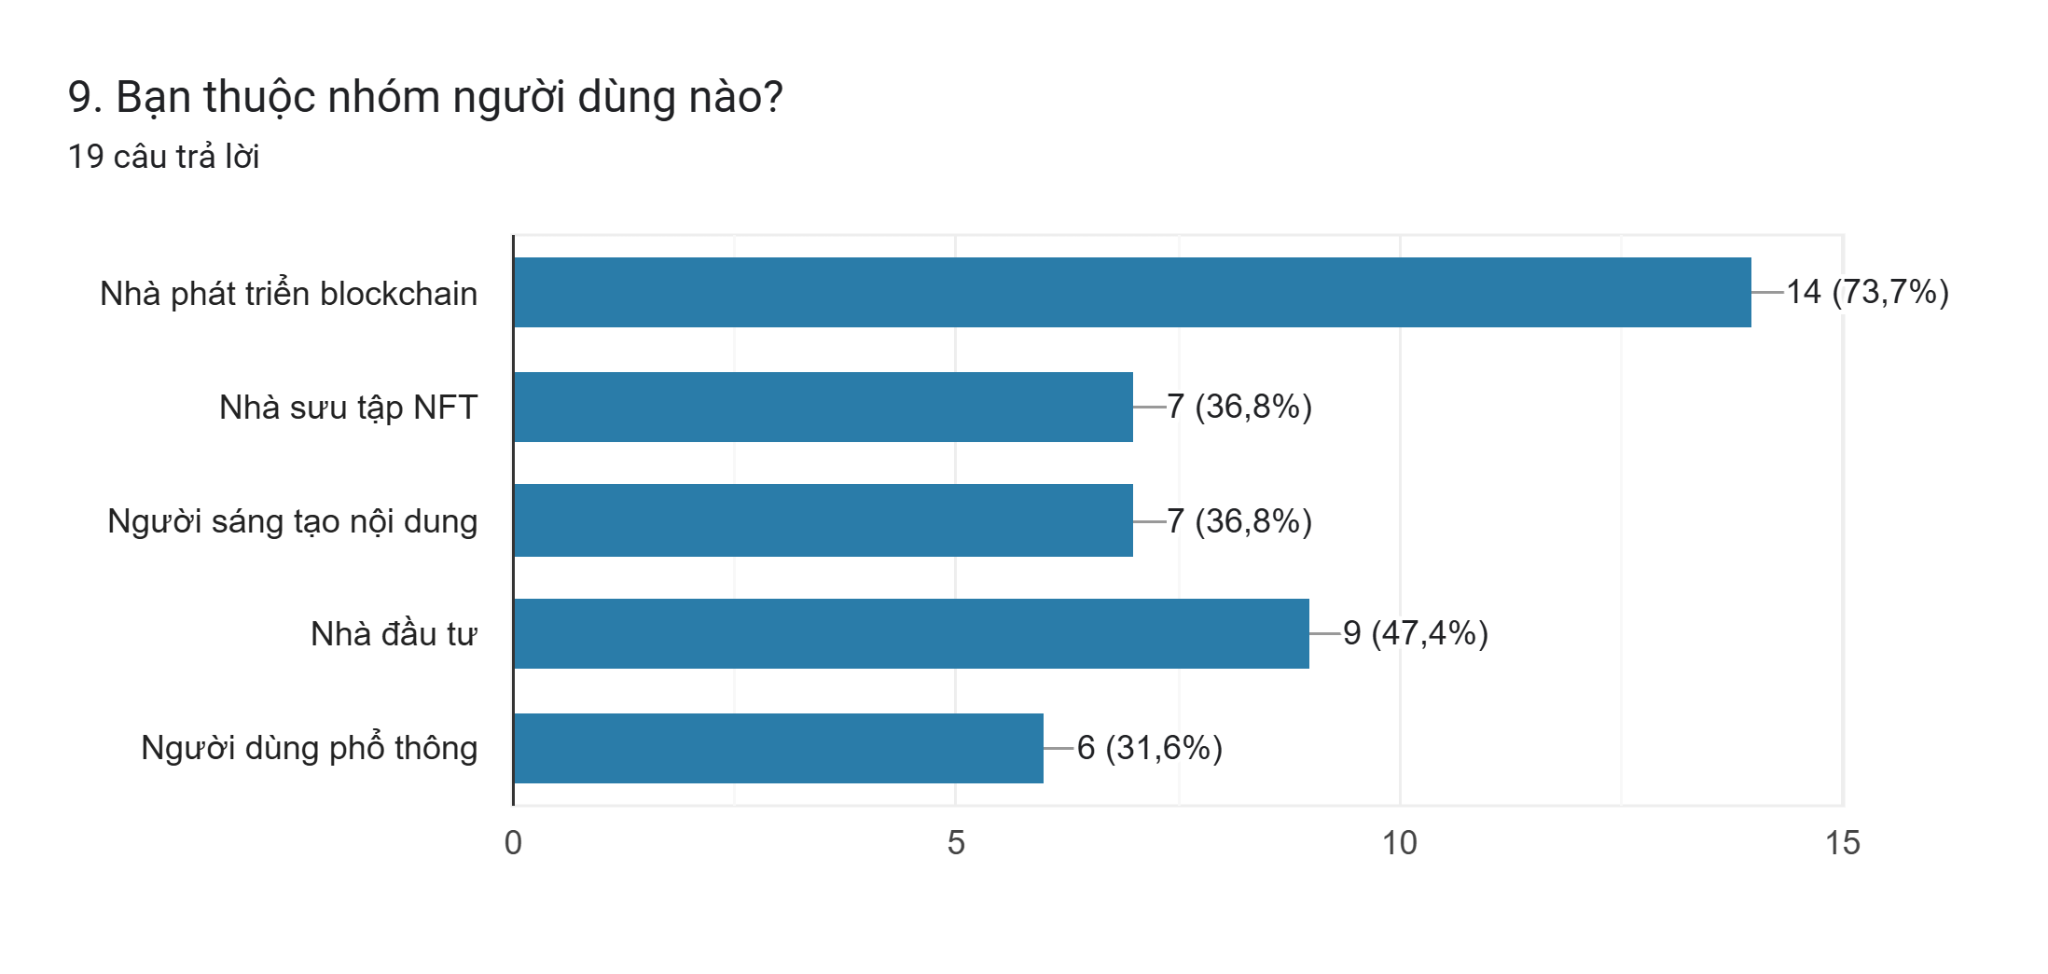 9. Bạn thuộc nhóm người dùng nào?
19 câu trả lời
Nhà phát triển blockchain
14 (73,7%)
Nhà sưu tập NFT
7 (36,8%)
Người sáng tạo nội dung
7 (36,8%)
Nhà đầu tư
9 (47,4%)
Người dùng phổ thông
6 (31,6%)
0
5
10
15